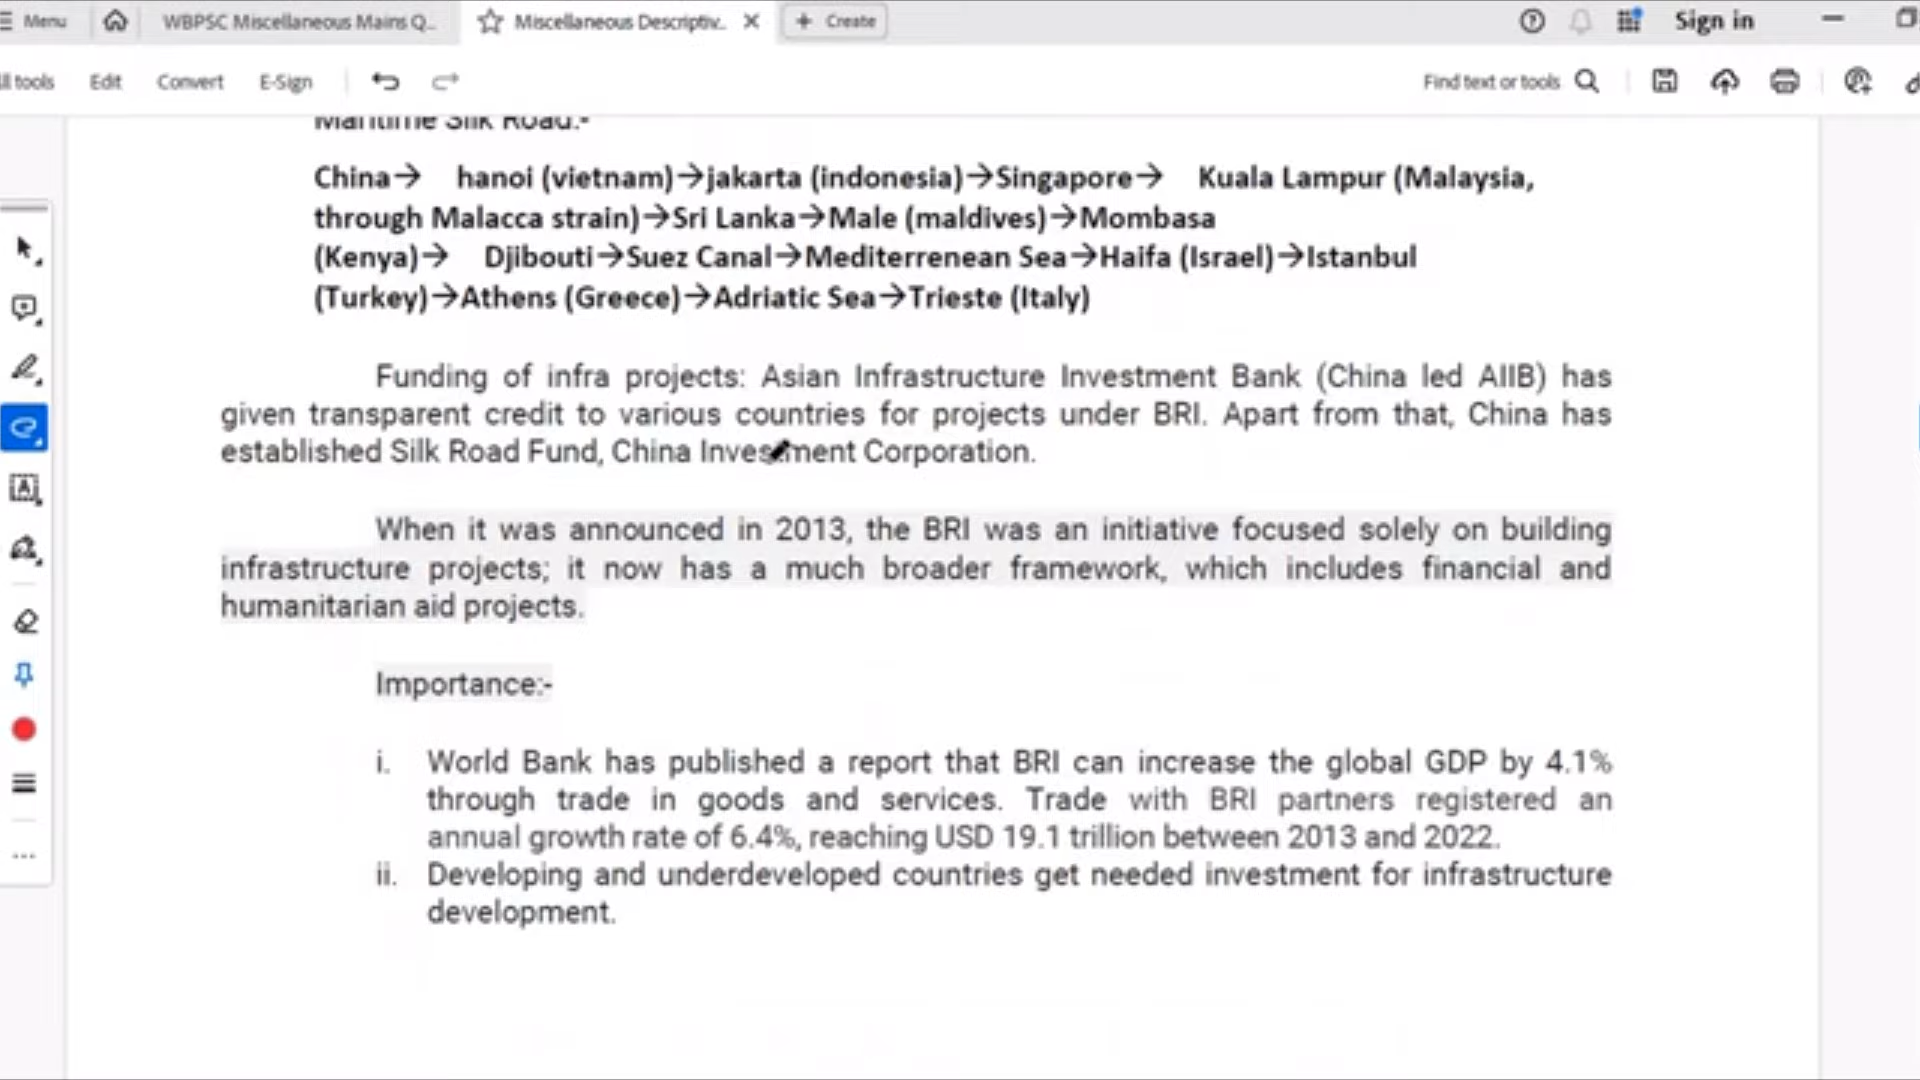 Menu
WBPSC Miscellaneous Mains Q...
Miscellaneous Descriptiv...
Create
Sign in
ll tools
Edit
Convert
E-Sign
Find text or tools
Maritime Silk Road:-
China→ hanoi (vietnam)→jakarta (indonesia)→Singapore→ Kuala Lampur (Malaysia,
through Malacca strain)→Sri Lanka→Male (maldives)→Mombasa
(Kenya)→ Djibouti→Suez Canal→Mediterrenean Sea→Haifa (Israel)→Istanbul
(Turkey)→Athens (Greece)→Adriatic Sea→Trieste (Italy)
Funding of infra projects: Asian Infrastructure Investment Bank (China led AIIB) has
given transparent credit to various countries for projects under BRI. Apart from that, China has
established Silk Road Fund, China Investment Corporation.
When it was announced in 2013, the BRI was an initiative focused solely on building
infrastructure projects; it now has a much broader framework, which includes financial and
humanitarian aid projects.
Importance:-
i. World Bank has published a report that BRI can increase the global GDP by 4.1%
through trade in goods and services. Trade with BRI partners registered an
annual growth rate of 6.4%, reaching USD 19.1 trillion between 2013 and 2022.
ii. Developing and underdeveloped countries get needed investment for infrastructure
development.